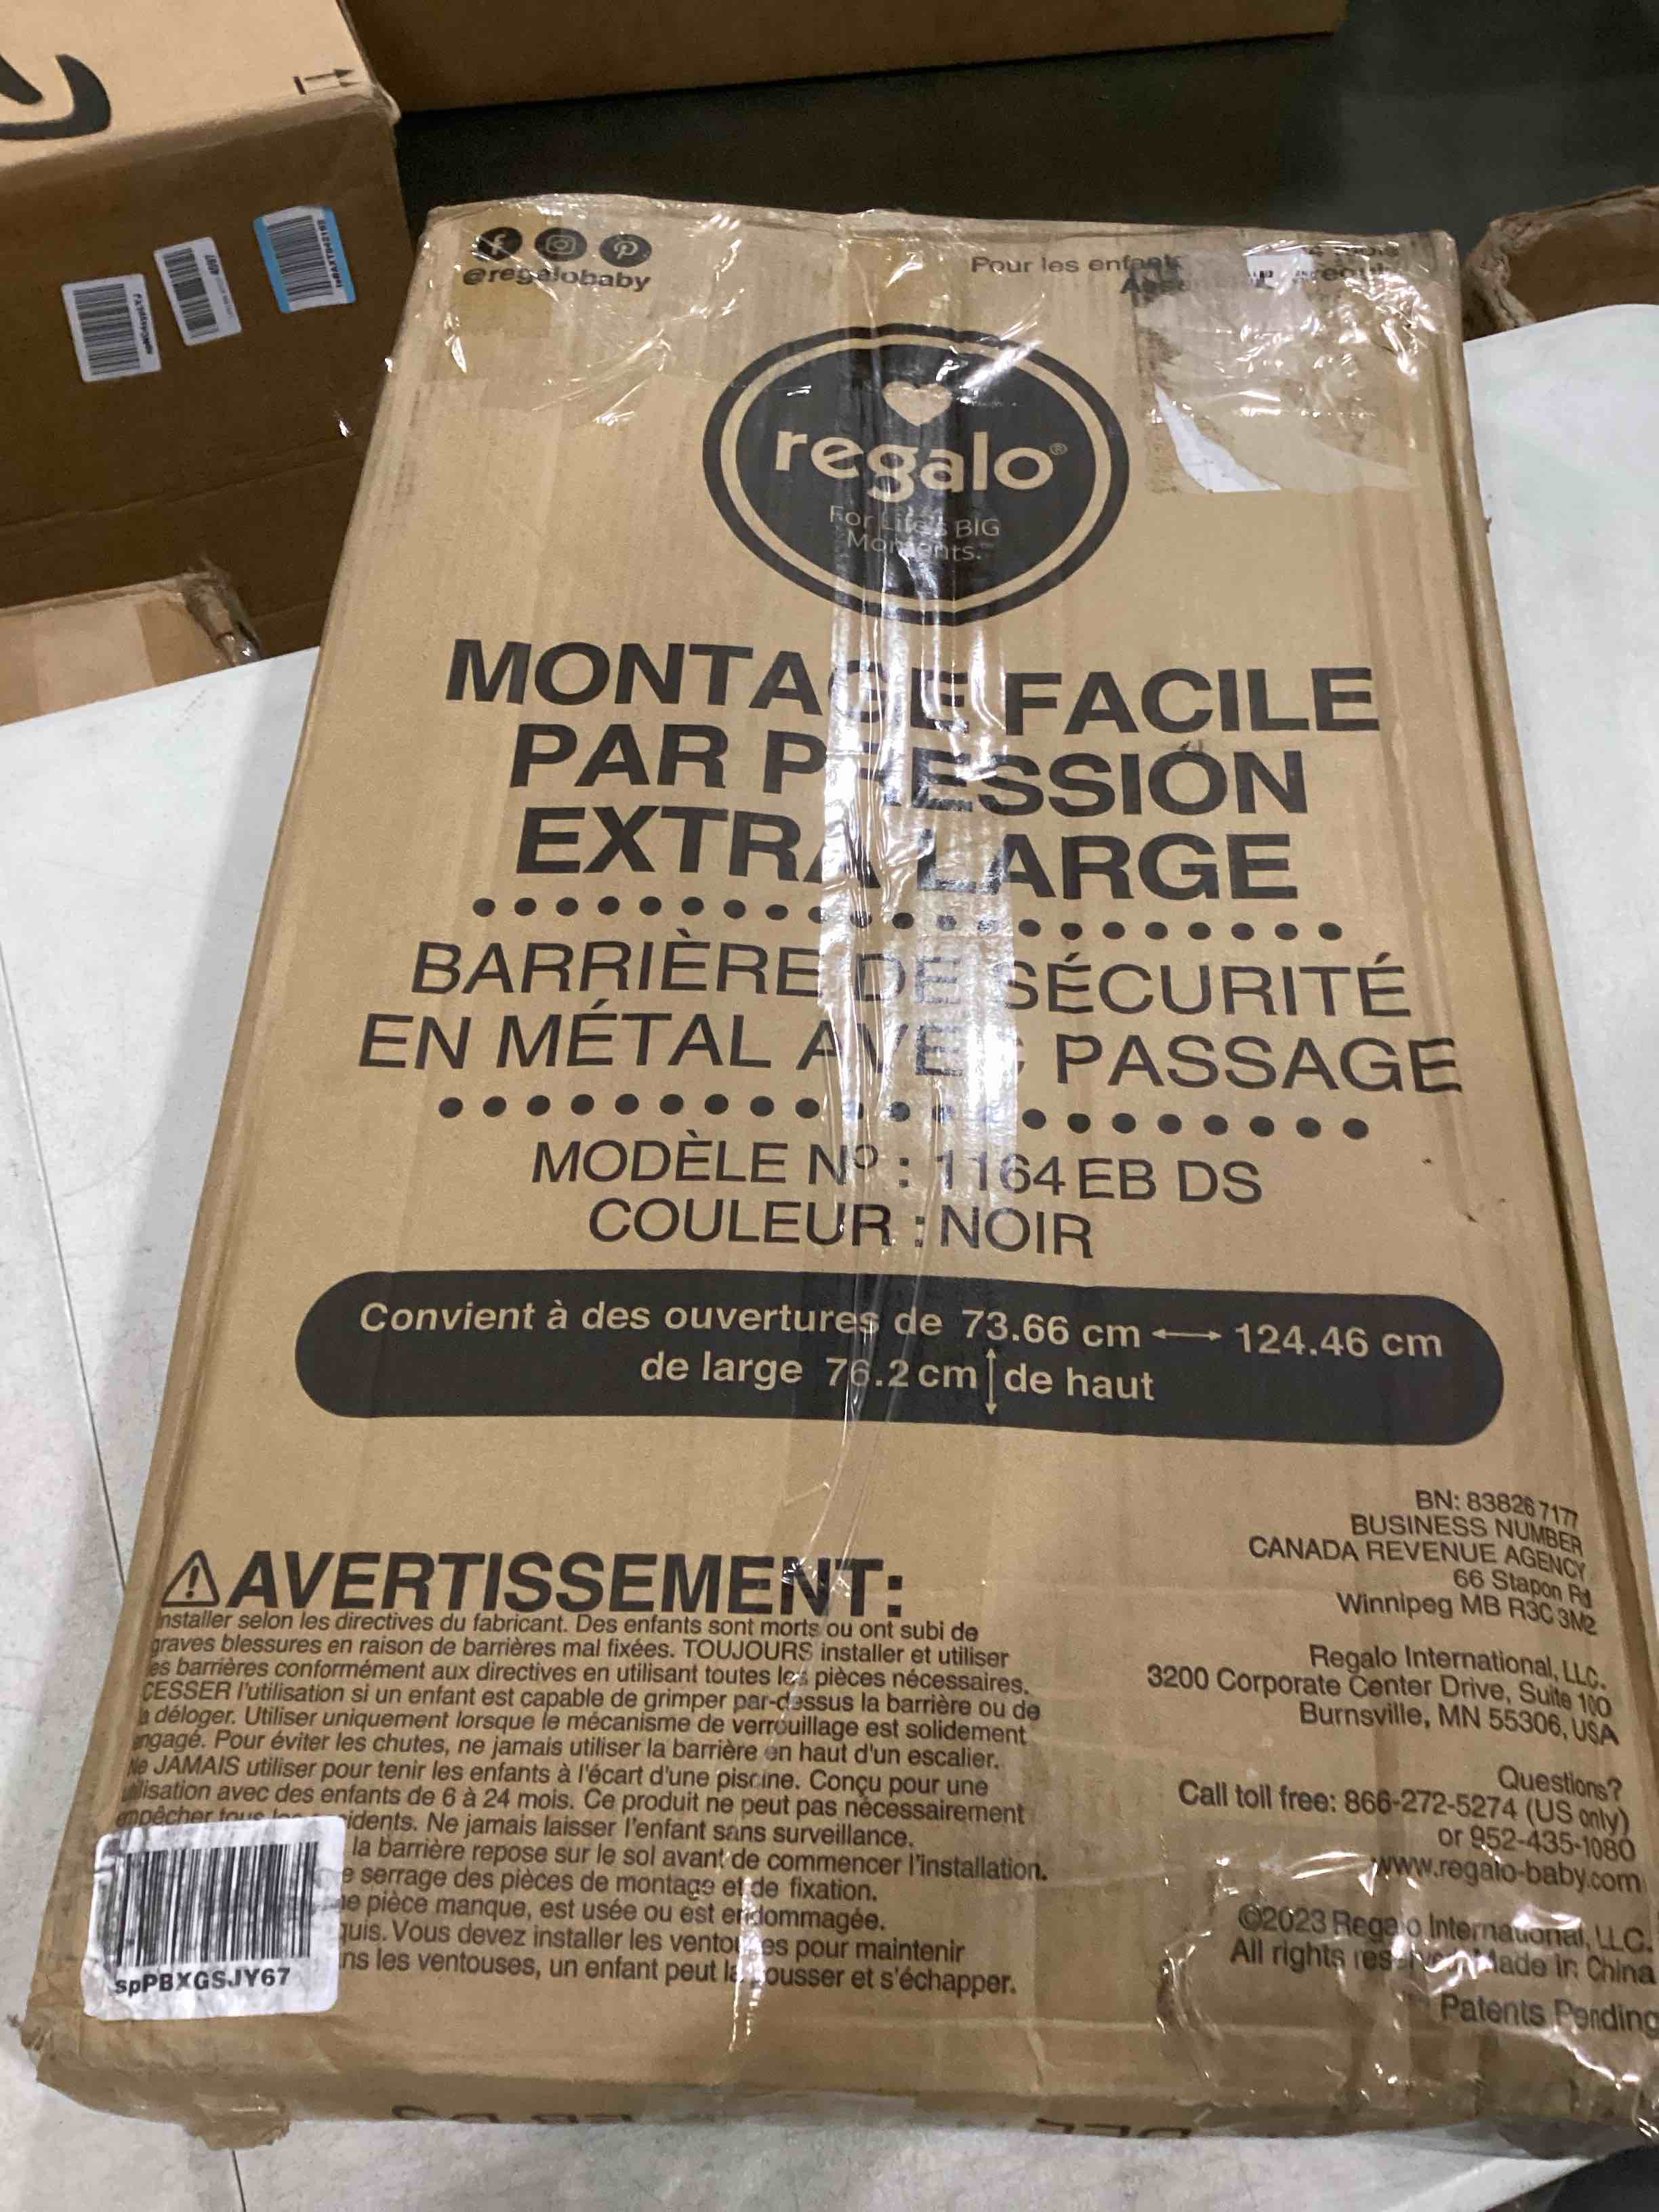 @regalobaby
Pour les enfants
regalo®
For Life's BIG
Moments.
MONTAGE FACILE
PAR PRESSION
EXTRA LARGE
BARRIÈRE DE SÉCURITÉ
EN MÉTAL AVEC PASSAGE
MODÈLE Nº : 1164 EB DS
COULEUR : NOIR
Convient à des ouvertures de 73.66 cm ⟷ 124.46 cm
de large 76.2 cm ↕ de haut
BN: 83826 7177
BUSINESS NUMBER
CANADA REVENUE AGENCY
66 Stapon Rd
Winnipeg MB R3C 3M2
Regalo International, LLC.
3200 Corporate Center Drive, Suite 100
Burnsville, MN 55306, USA
Questions?
Call toll free: 866-272-5274 (US only)
or 952-435-1080
www.regalo-baby.com
©2023 Regalo International, LLC.
All rights reserved. Made in China
Patents Pending
⚠ AVERTISSEMENT:
Installer selon les directives du fabricant. Des enfants sont morts ou ont subi de
graves blessures en raison de barrières mal fixées. TOUJOURS installer et utiliser
les barrières conformément aux directives en utilisant toutes les pièces nécessaires.
CESSER l'utilisation si un enfant est capable de grimper par-dessus la barrière ou de
la déloger. Utiliser uniquement lorsque le mécanisme de verrouillage est solidement
engagé. Pour éviter les chutes, ne jamais utiliser la barrière en haut d'un escalier.
Ne JAMAIS utiliser pour tenir les enfants à l'écart d'une piscine. Conçu pour une
utilisation avec des enfants de 6 à 24 mois. Ce produit ne peut pas nécessairement
empêcher tous idents. Ne jamais laisser l'enfant sans surveillance.
la barrière repose sur le sol avant de commencer l'installation.
e serrage des pièces de montage et de fixation.
ne pièce manque, est usée ou est endommagée.
quis. Vous devez installer les ventouses pour maintenir
ns les ventouses, un enfant peut la pousser et s'échapper.
spPBXGSJY67